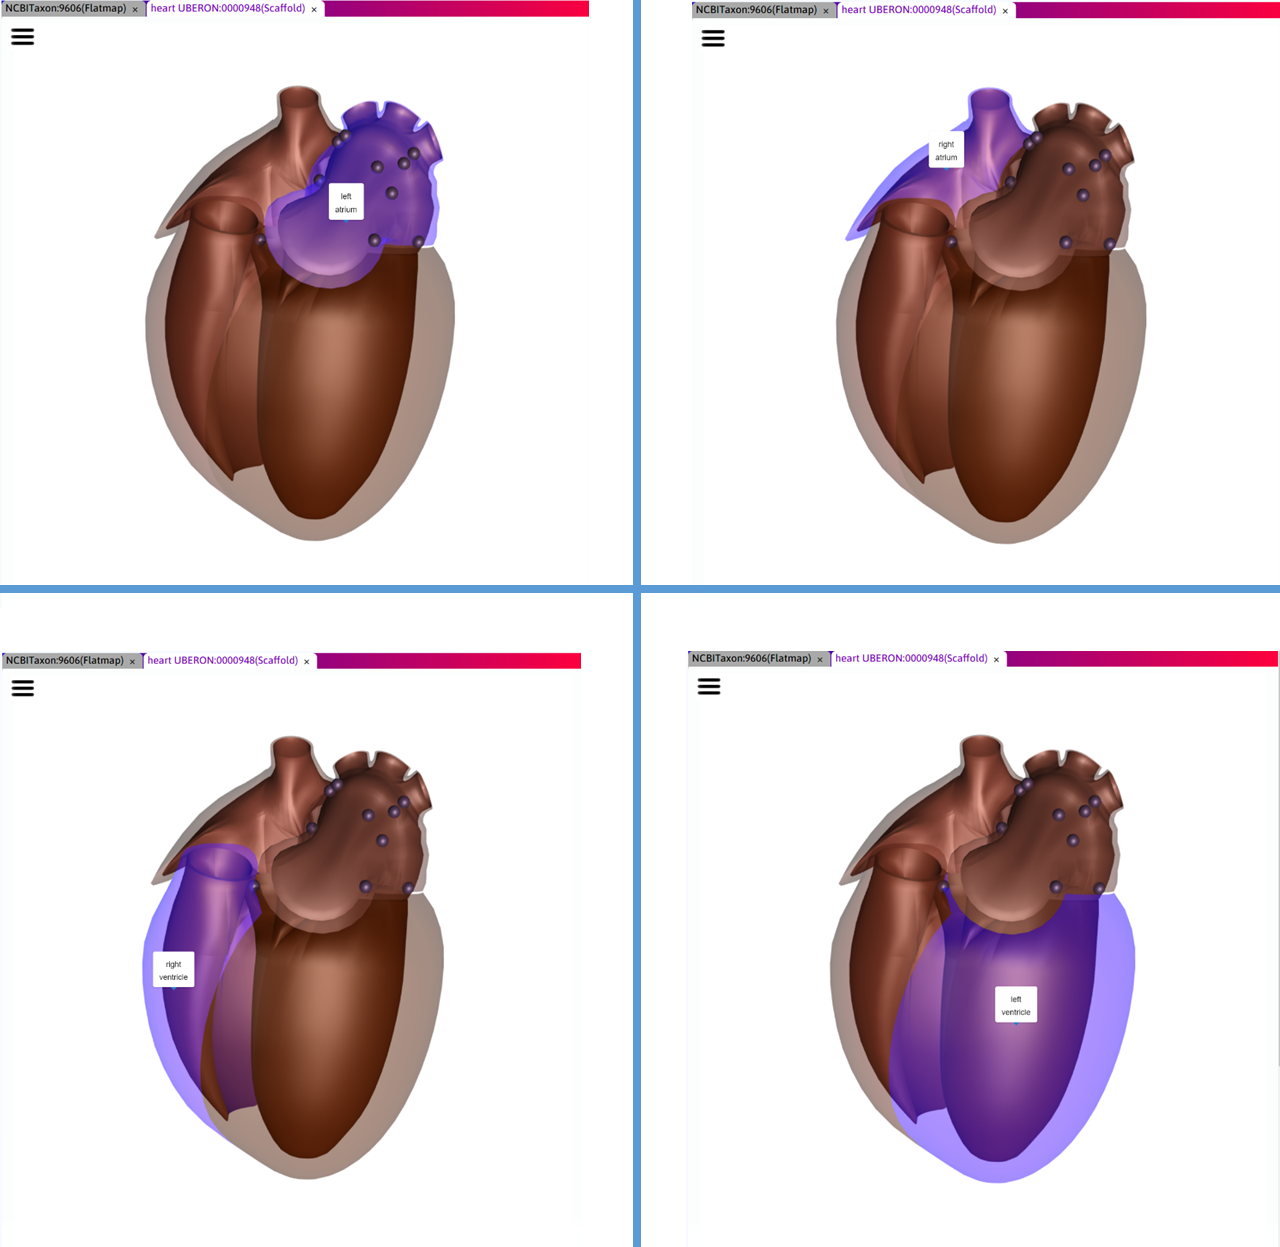 NCBITaxon:9606(Flatmap) × heart UBERON:0000948(Scaffold) ×
left
atrium
NCBITaxon:9606(Flatmap) × heart UBERON:0000948(Scaffold) ×
right
atrium
NCBITaxon:9606(Flatmap) × heart UBERON:0000948(Scaffold) ×
right
ventricle
NCBITaxon:9606(Flatmap) × heart UBERON:0000948(Scaffold) ×
left
ventricle